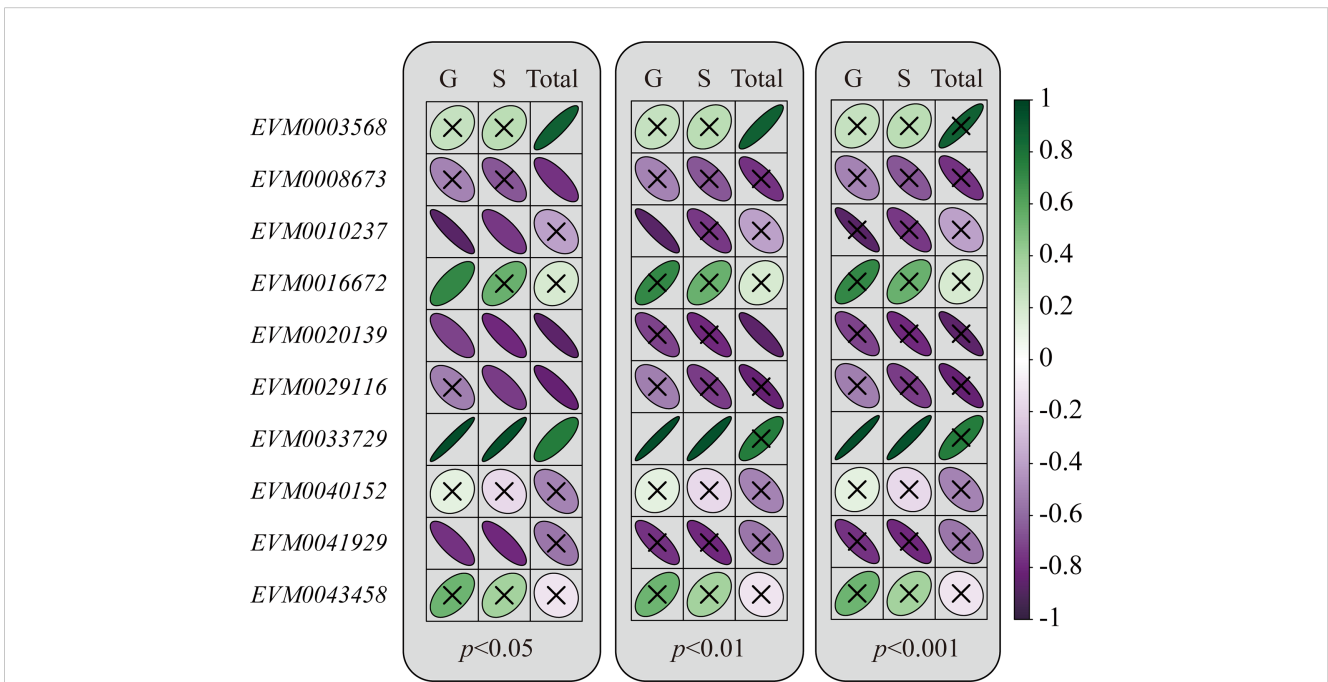 G S Total G S Total G S Total
EVM0003568
EVM0008673
EVM0010237
EVM0016672
EVM0020139
EVM0029116
EVM0033729
EVM0040152
EVM0041929
EVM0043458
p<0.05 p<0.01 p<0.001
1
0.8
0.6
0.4
0.2
0
-0.2
-0.4
-0.6
-0.8
-1